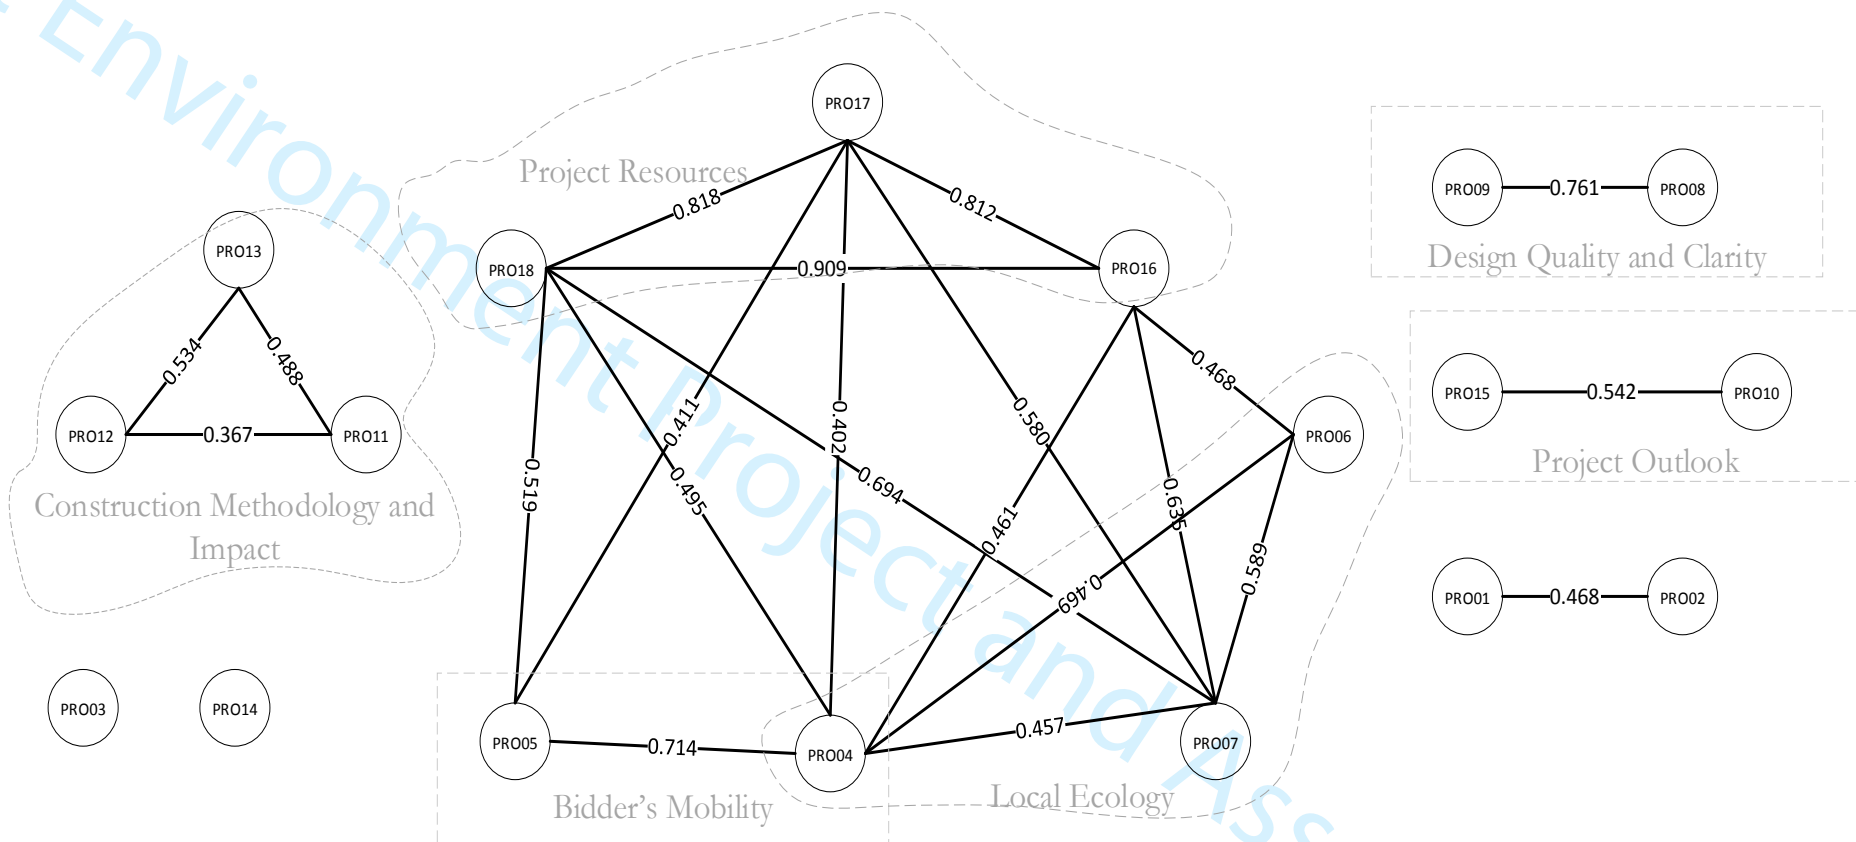 Environment Project and Ass
PRO17
Project Resources
0.818
0.812
PRO09
0.761
PRO08
Design Quality and Clarity
PRO13
PRO18
0.909
PRO16
0.534
0.488
0.468
PRO12
0.367
PRO11
0.411
0.402
0.580
PRO06
PRO15
0.542
PRO10
Project Outlook
Construction Methodology and
Impact
0.519
0.495
0.694
0.461
0.635
0.589
0.469
PRO01
0.468
PRO02
PRO03
PRO14
PRO05
0.714
PRO04
0.457
PRO07
Bidder's Mobility
Local Ecology